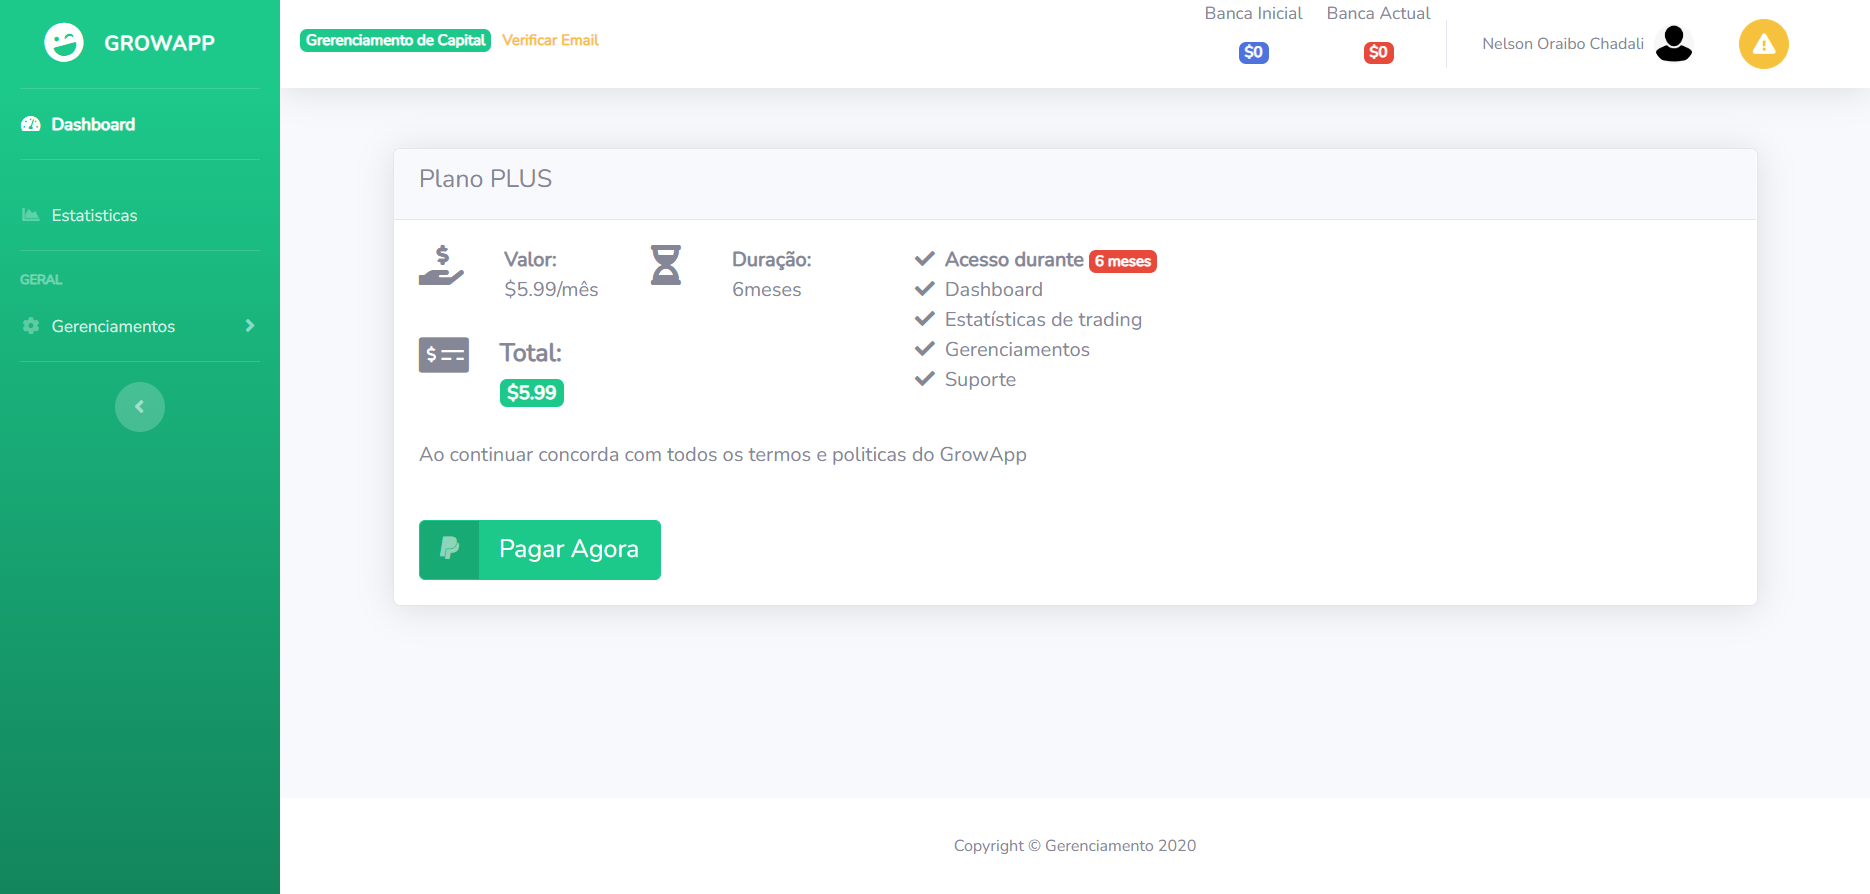 GROWAPP
Dashboard
Estatisticas
GERAL
Gerenciamentos
Grerenciamento de Capital
Verificar Email
Banca Inicial
$0
Banca Actual
$0
Nelson Oraibo Chadali
Plano PLUS
Valor:
$5.99/mês
Duração:
6meses
Total:
$5.99
Acesso durante 6 meses
Dashboard
Estatísticas de trading
Gerenciamentos
Suporte
Ao continuar concorda com todos os termos e politicas do GrowApp
Pagar Agora
Copyright © Gerenciamento 2020